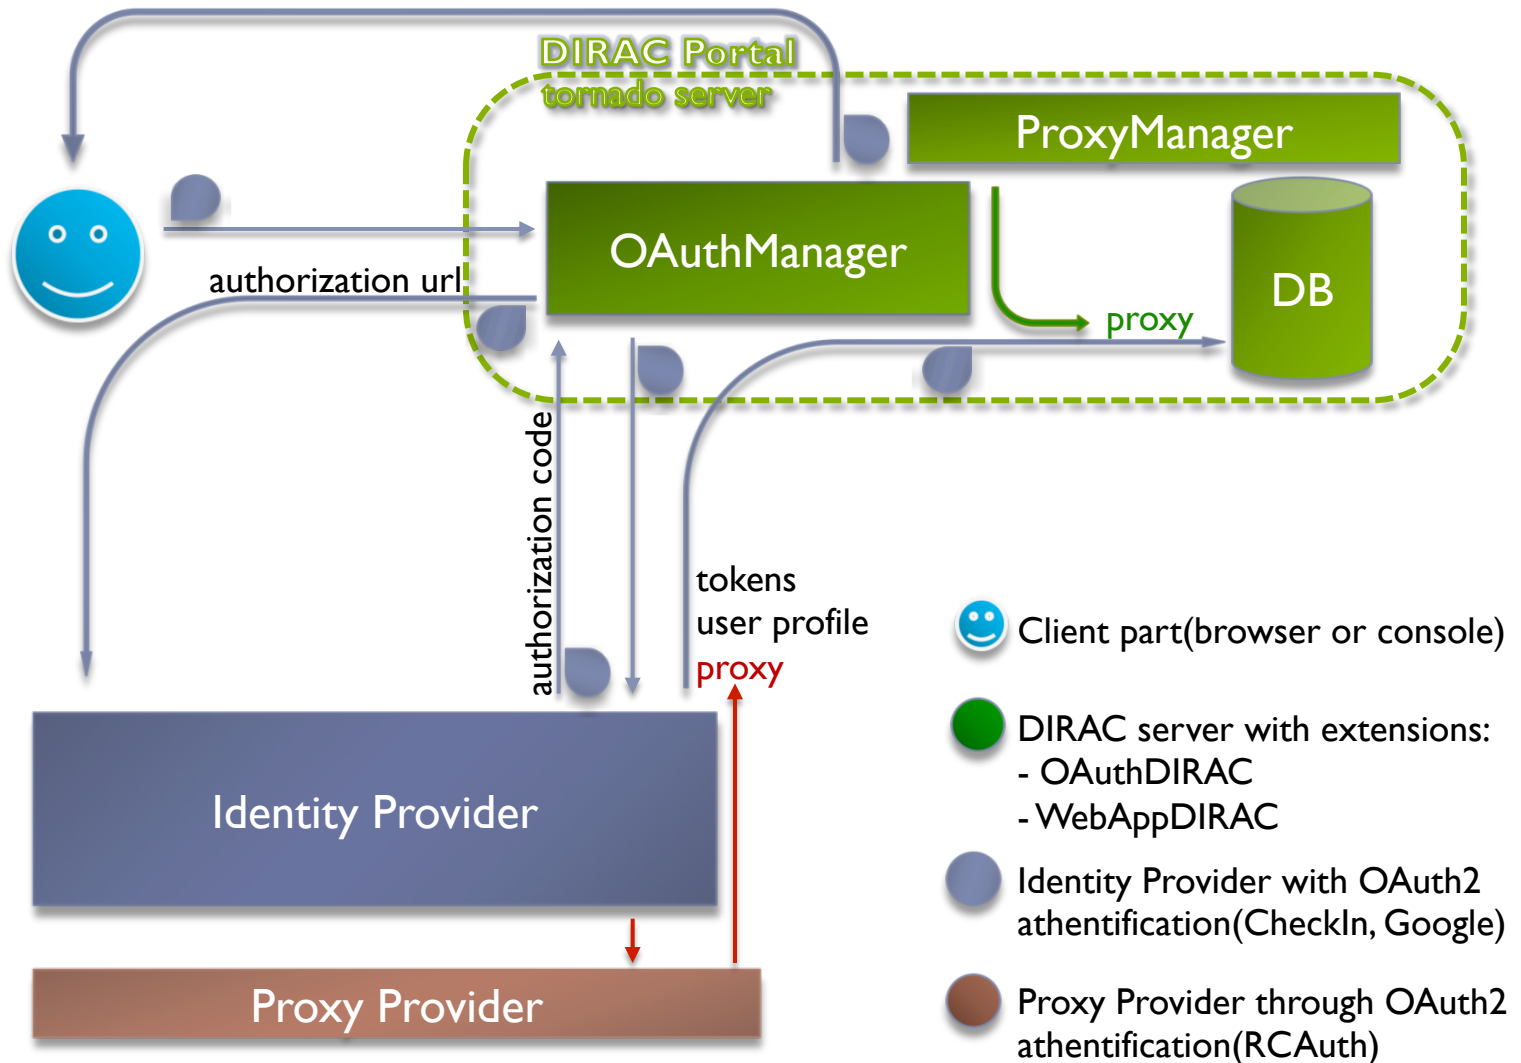 DIRAC Portal
tornado server
ProxyManager
OAuthManager
authorization url
DB
proxy
authorization code
tokens
user profile
proxy
Identity Provider
Proxy Provider
Client part(browser or console)
DIRAC server with extensions:
- OAuthDIRAC
- WebAppDIRAC
Identity Provider with OAuth2
athentification(CheckIn, Google)
Proxy Provider through OAuth2
athentification(RCAuth)